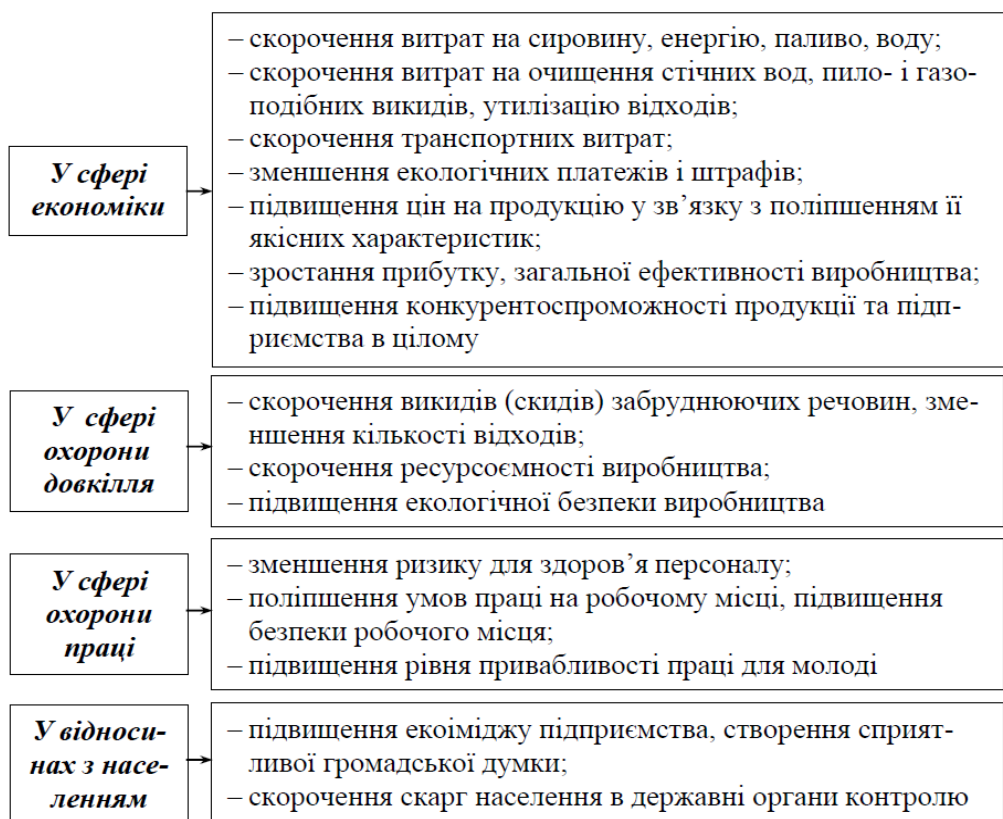 У сфері
економіки
– скорочення витрат на сировину, енергію, паливо, воду;
– скорочення витрат на очищення стічних вод, пило- і газо-
подібних викидів, утилізацію відходів;
– скорочення транспортних витрат;
– зменшення екологічних платежів і штрафів;
– підвищення цін на продукцію у зв’язку з поліпшенням її
якісних характеристик;
– зростання прибутку, загальної ефективності виробництва;
– підвищення конкурентоспроможності продукції та підп-
риємства в цілому
У сфері
охорони
довкілля
– скорочення викидів (скидів) забруднюючих речовин, зме-
ншення кількості відходів;
– скорочення ресурсоємності виробництва;
– підвищення екологічної безпеки виробництва
У сфері
охорони
праці
– зменшення ризику для здоров’я персоналу;
– поліпшення умов праці на робочому місці, підвищення
безпеки робочого місця;
– підвищення рівня привабливості праці для молоді
У відноси-
нах з насе-
ленням
– підвищення екоіміджу підприємства, створення сприят-
ливої громадської думки;
– скорочення скарг населення в державні органи контролю